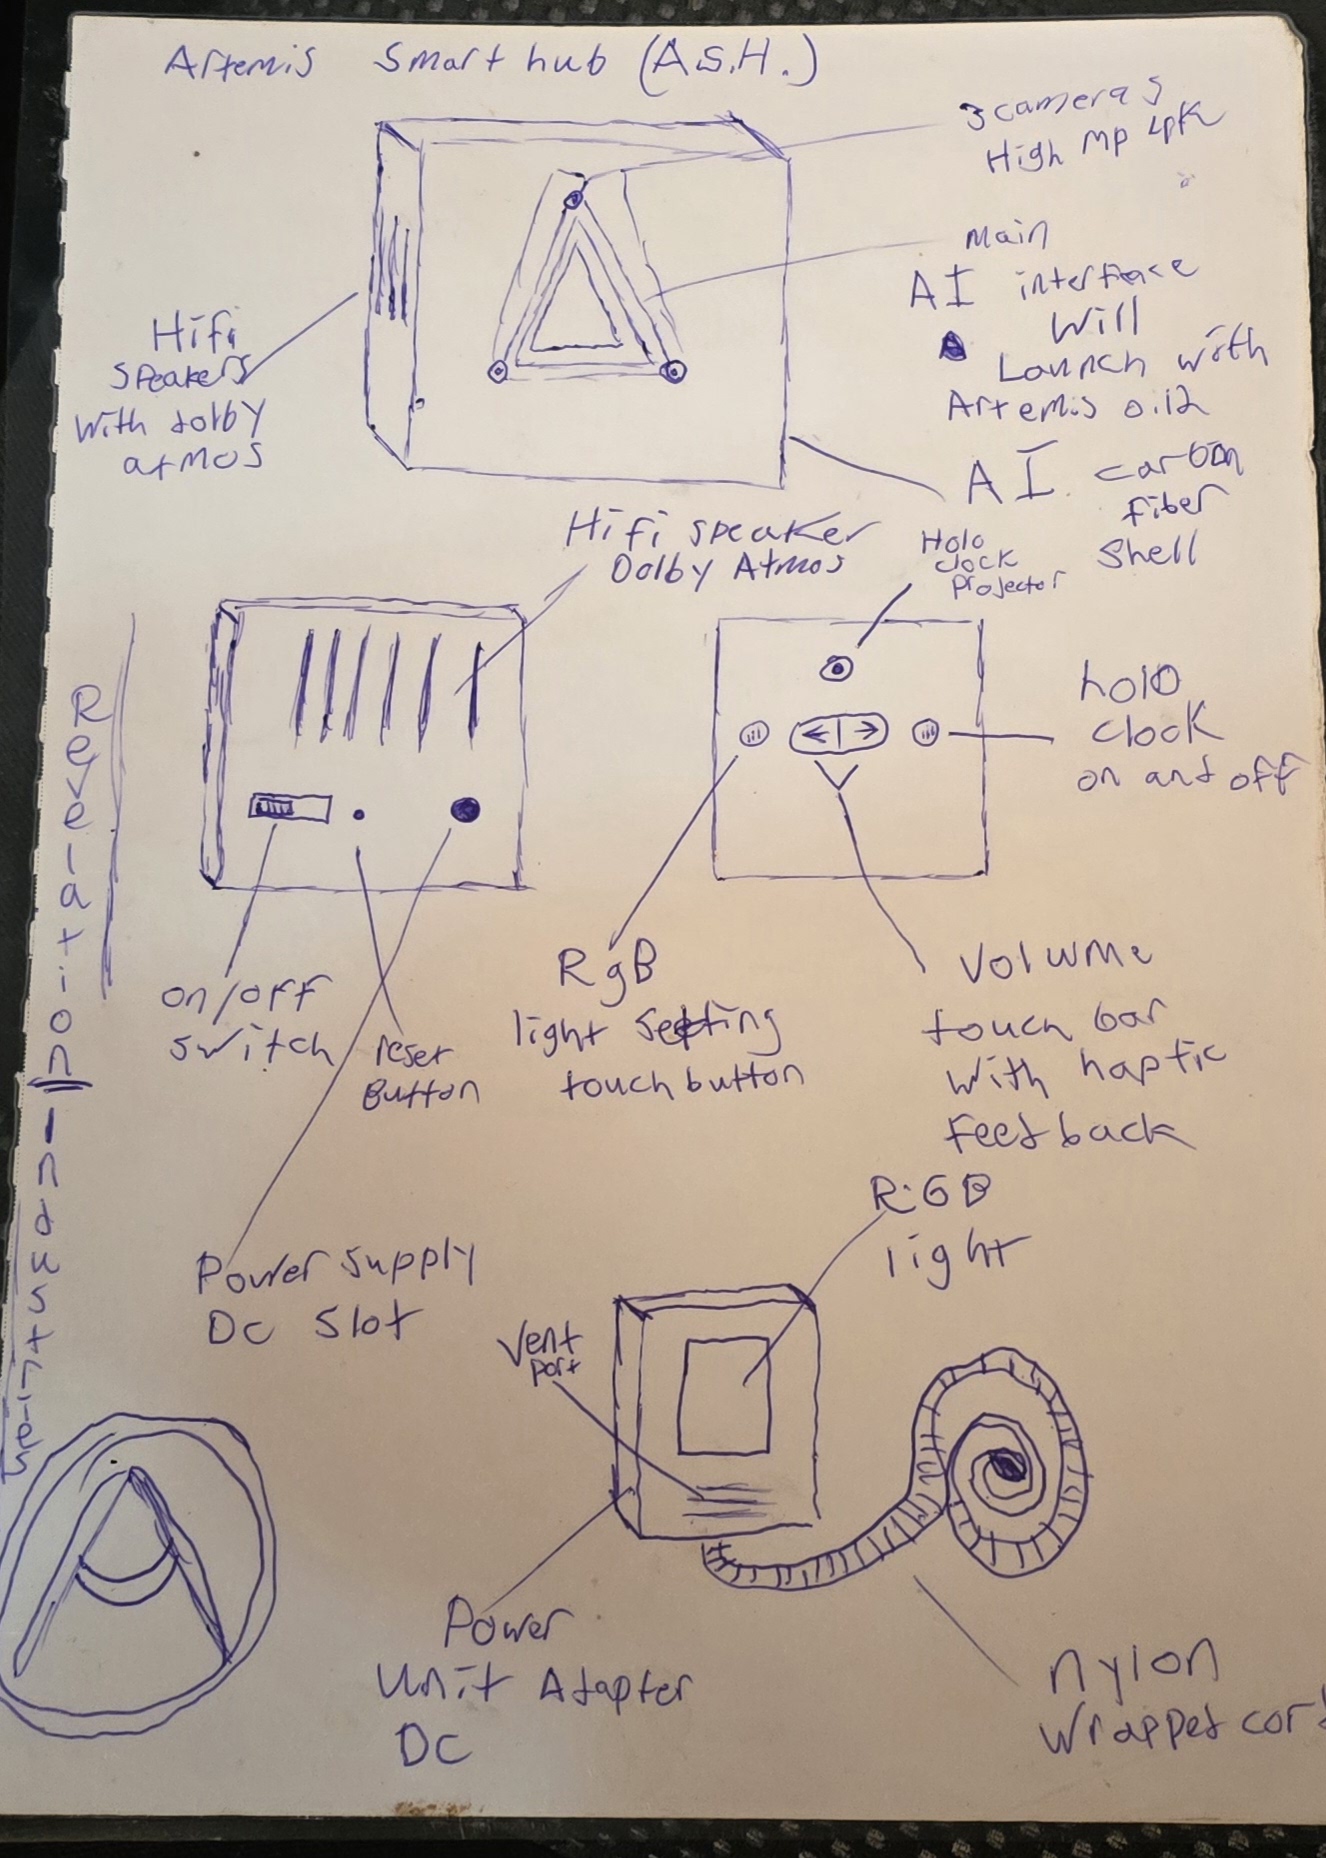 Artemis Smart hub (A.S.H.)
3 cameras
High mp 4pk
main
AI interface
will
Launch with
Artemis 0.12
AI carbon
fiber
shell
Hifi
speakers
with dolby
atmos
Hifi speaker
Dolby Atmos
Holo
clock
Projector
holo
clock
on and off
on/off
switch
reset
Button
RgB
light setting
touch button
Volume
touch bar
with haptic
feedback
Power supply
DC slot
RGB
light
Vent
port
Power
Unit Adapter
DC
nylon
wrapped cord
Revelation Industries